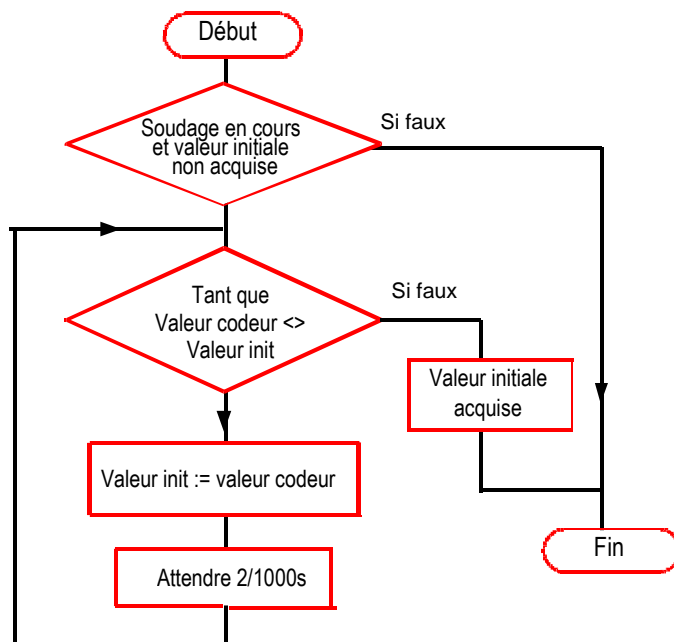 Début
Soudage en cours
et valeur initiale
non acquise
Si faux
Tant que
Valeur codeur <>
Valeur init
Si faux
Valeur initiale
acquise
Valeur init := valeur codeur
Attendre 2/1000s
Fin